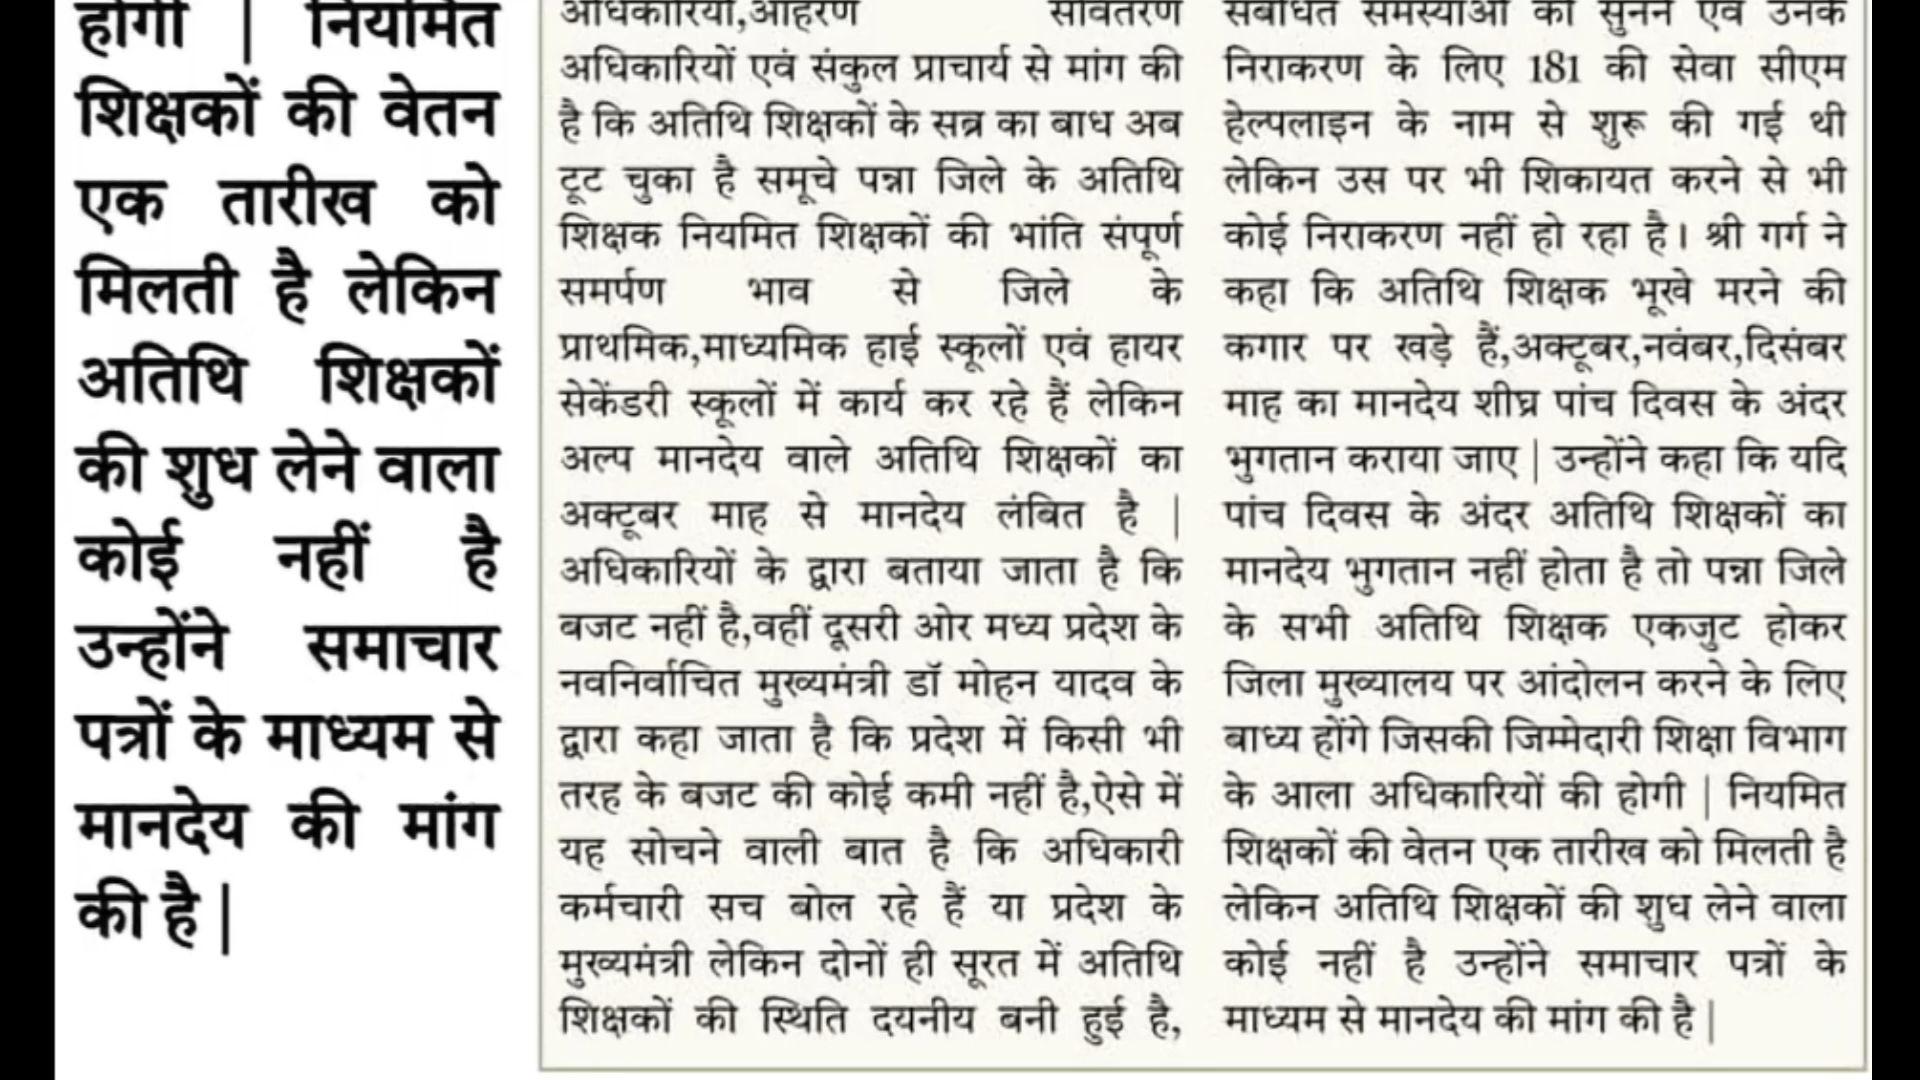 होगी | नियमित
शिक्षकों की वेतन
एक तारीख को
मिलती है लेकिन
अतिथि शिक्षकों
की शुध लेने वाला
कोई नहीं है
उन्होंने समाचार
पत्रों के माध्यम से
मानदेय की मांग
की है |
अधिकारियों,आहरण संवितरण
अधिकारियों एवं संकुल प्राचार्य से मांग की
है कि अतिथि शिक्षकों के सब्र का बाध अब
टूट चुका है समूचे पन्ना जिले के अतिथि
शिक्षक नियमित शिक्षकों की भांति संपूर्ण
समर्पण भाव से जिले के
प्राथमिक,माध्यमिक हाई स्कूलों एवं हायर
सेकेंडरी स्कूलों में कार्य कर रहे हैं लेकिन
अल्प मानदेय वाले अतिथि शिक्षकों का
अक्टूबर माह से मानदेय लंबित है |
अधिकारियों के द्वारा बताया जाता है कि
बजट नहीं है,वहीं दूसरी ओर मध्य प्रदेश के
नवनिर्वाचित मुख्यमंत्री डॉ मोहन यादव के
द्वारा कहा जाता है कि प्रदेश में किसी भी
तरह के बजट की कोई कमी नहीं है,ऐसे में
यह सोचने वाली बात है कि अधिकारी
कर्मचारी सच बोल रहे हैं या प्रदेश के
मुख्यमंत्री लेकिन दोनों ही सूरत में अतिथि
शिक्षकों की स्थिति दयनीय बनी हुई है,
संबंधित समस्याओं को सुनने एवं उनके
निराकरण के लिए 181 की सेवा सीएम
हेल्पलाइन के नाम से शुरू की गई थी
लेकिन उस पर भी शिकायत करने से भी
कोई निराकरण नहीं हो रहा है। श्री गर्ग ने
कहा कि अतिथि शिक्षक भूखे मरने की
कगार पर खड़े हैं,अक्टूबर,नवंबर,दिसंबर
माह का मानदेय शीघ्र पांच दिवस के अंदर
भुगतान कराया जाए | उन्होंने कहा कि यदि
पांच दिवस के अंदर अतिथि शिक्षकों का
मानदेय भुगतान नहीं होता है तो पन्ना जिले
के सभी अतिथि शिक्षक एकजुट होकर
जिला मुख्यालय पर आंदोलन करने के लिए
बाध्य होंगे जिसकी जिम्मेदारी शिक्षा विभाग
के आला अधिकारियों की होगी | नियमित
शिक्षकों की वेतन एक तारीख को मिलती है
लेकिन अतिथि शिक्षकों की शुध लेने वाला
कोई नहीं है उन्होंने समाचार पत्रों के
माध्यम से मानदेय की मांग की है |